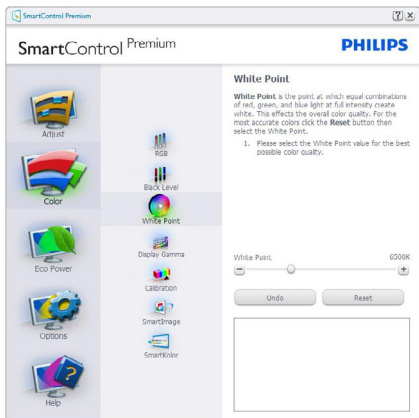 SmartControl Premium
SmartControl Premium
PHILIPS
Adjust
Color
Eco Power
Options
Help
RGB
Black Level
White Point
Display Gamma
Calibration
SmartImage
SmartKolor
White Point
White Point is the point at which equal combinations
of red, green, and blue light at full intensity create
white. This effects the overall color quality. For the
most accurate colors click the Reset button then
select the White Point.
1. Please select the White Point value for the best
possible color quality.
White Point 6500K
Undo Reset